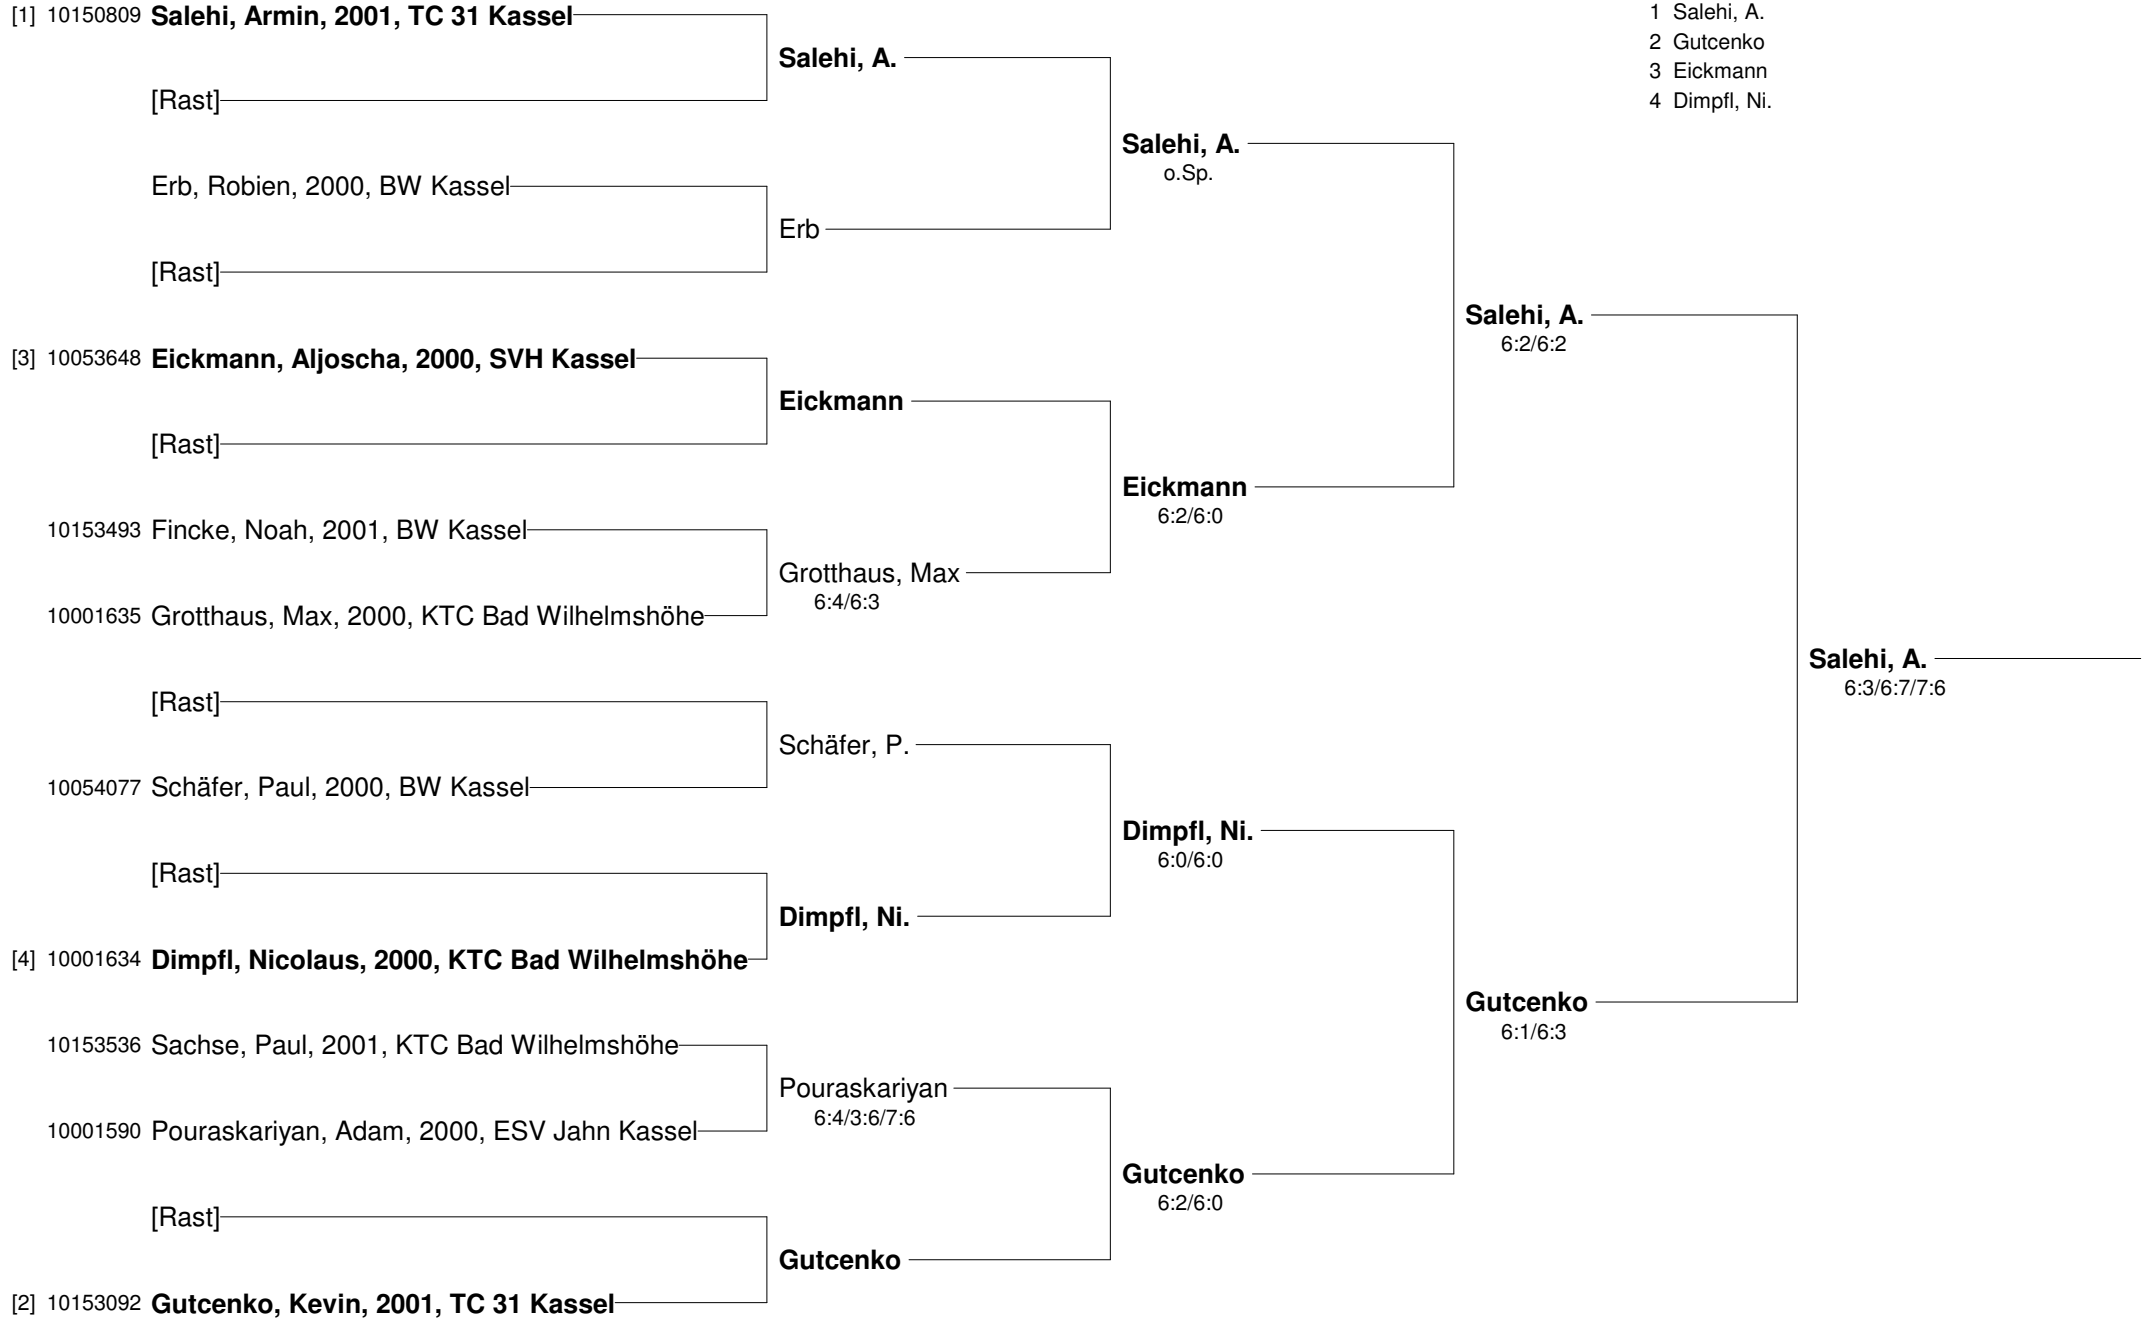 [1] 10150809 Salehi, Armin, 2001, TC 31 Kassel
[Rast]
Erb, Robien, 2000, BW Kassel
[Rast]
[3] 10053648 Eickmann, Aljoscha, 2000, SVH Kassel
[Rast]
10153493 Fincke, Noah, 2001, BW Kassel
10001635 Grotthaus, Max, 2000, KTC Bad Wilhelmshöhe
[Rast]
10054077 Schäfer, Paul, 2000, BW Kassel
[Rast]
[4] 10001634 Dimpfl, Nicolaus, 2000, KTC Bad Wilhelmshöhe
10153536 Sachse, Paul, 2001, KTC Bad Wilhelmshöhe
10001590 Pouraskariyan, Adam, 2000, ESV Jahn Kassel
[Rast]
[2] 10153092 Gutcenko, Kevin, 2001, TC 31 Kassel
Salehi, A.
Erb
Eickmann
Grotthaus, Max
6:4/6:3
Schäfer, P.
Dimpfl, Ni.
Pouraskariyan
6:4/3:6/7:6
Gutcenko
Salehi, A.
o.Sp.
Eickmann
6:2/6:0
Dimpfl, Ni.
6:0/6:0
Gutcenko
6:2/6:0
Salehi, A.
6:2/6:2
Gutcenko
6:1/6:3
Salehi, A.
6:3/6:7/7:6
1 Salehi, A.
2 Gutcenko
3 Eickmann
4 Dimpfl, Ni.